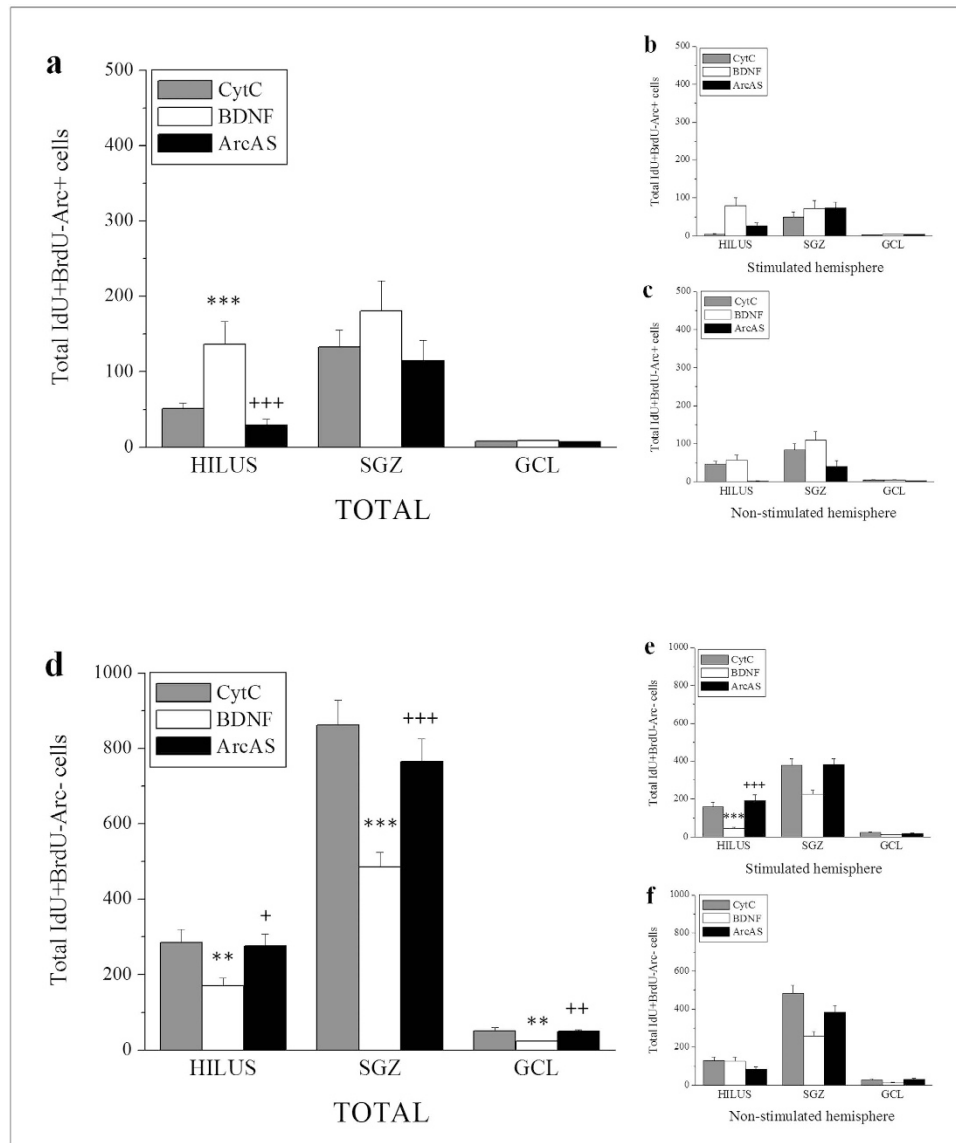 a
500
400
300
200
100
0
Total IdU+BrdU-Arc+ cells
CytC
BDNF
ArcAS
***
+++
HILUS SGZ GCL
TOTAL
b
500
400
300
200
100
0
Total IdU+BrdU-Arc+ cells
CytC
BDNF
ArcAS
HILUS SGZ GCL
Stimulated hemisphere
c
500
400
300
200
100
0
Total IdU+BrdU-Arc+ cells
CytC
BDNF
ArcAS
HILUS SGZ GCL
Non-stimulated hemisphere
d
1000
800
600
400
200
0
Total IdU+BrdU-Arc- cells
CytC
BDNF
ArcAS
**
+
***
+++
**
++
HILUS SGZ GCL
TOTAL
e
1000
800
600
400
200
0
Total IdU+BrdU-Arc- cells
CytC
BDNF
ArcAS
***
+++
HILUS SGZ GCL
Stimulated hemisphere
f
1000
800
600
400
200
0
Total IdU+BrdU-Arc- cells
CytC
BDNF
ArcAS
HILUS SGZ GCL
Non-stimulated hemisphere